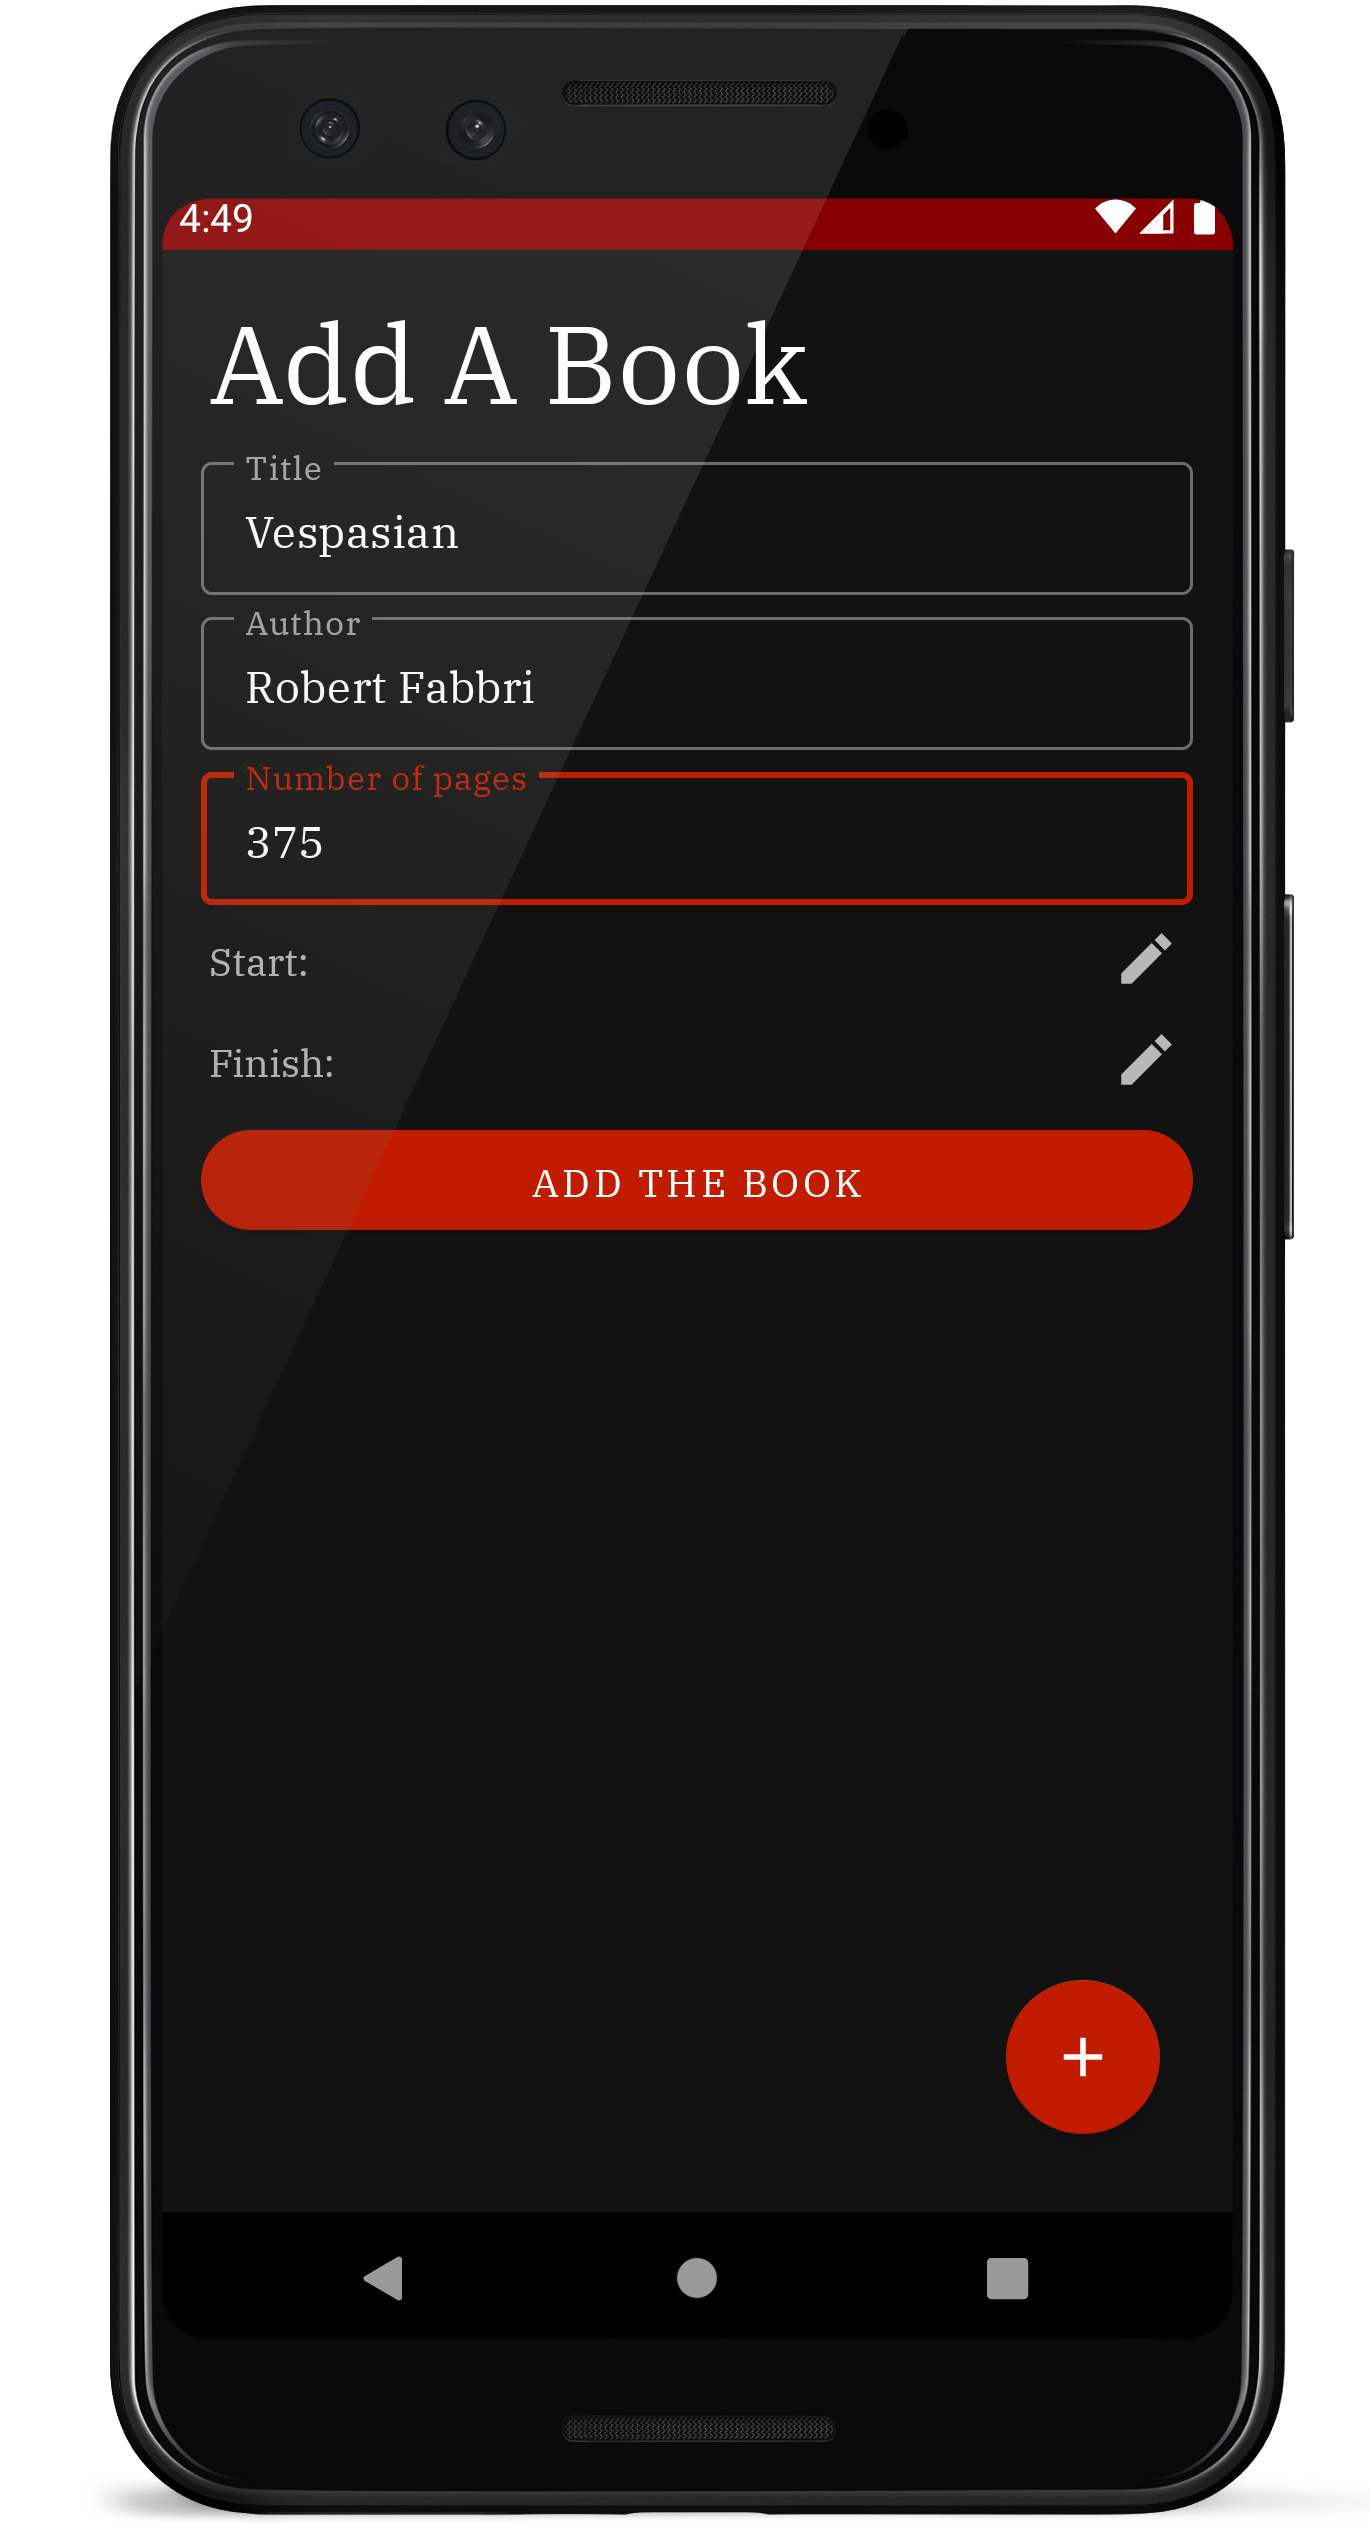 4:49
Add A Book
Title
Vespasian
Author
Robert Fabbri
Number of pages
375
Start:
Finish:
ADD THE BOOK